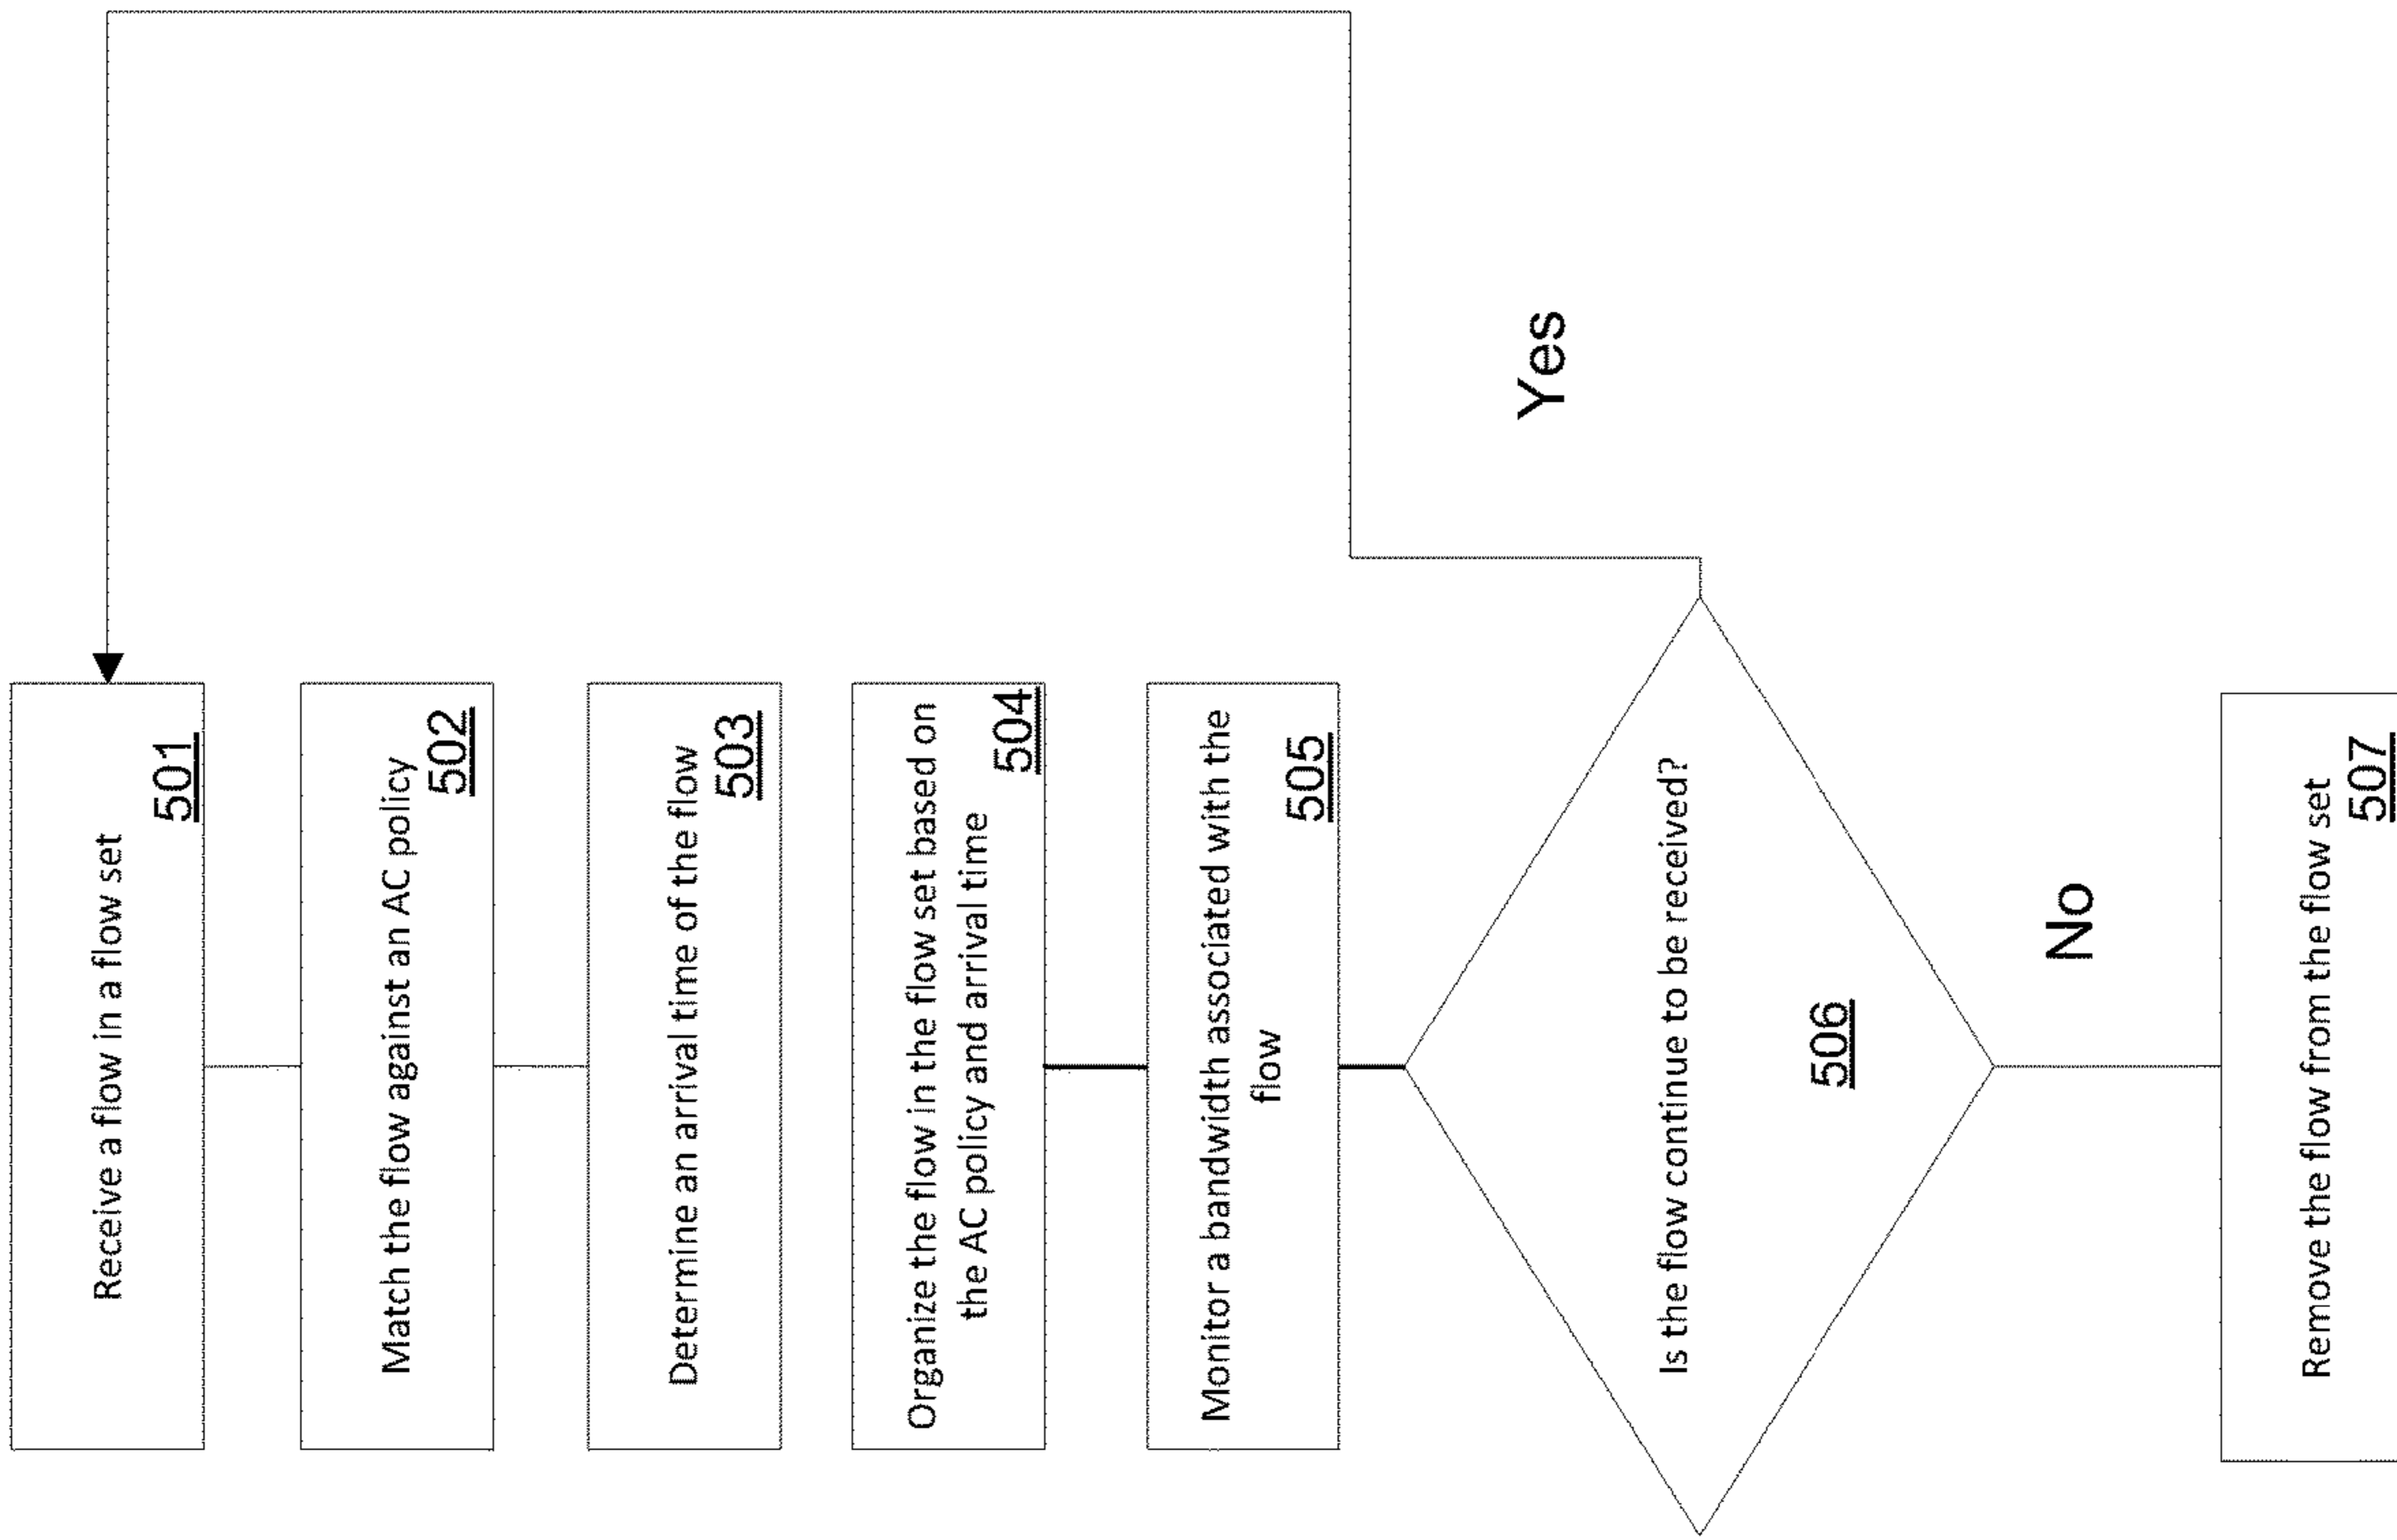 Receive a flow in a flow set
501
Match the flow against an AC policy
502
Determine an arrival time of the flow
503
Organize the flow in the flow set based on
the AC policy and arrival time
504
Monitor a bandwidth associated with the
flow
505
Is the flow continue to be received?
506
Yes
No
Remove the flow from the flow set
507